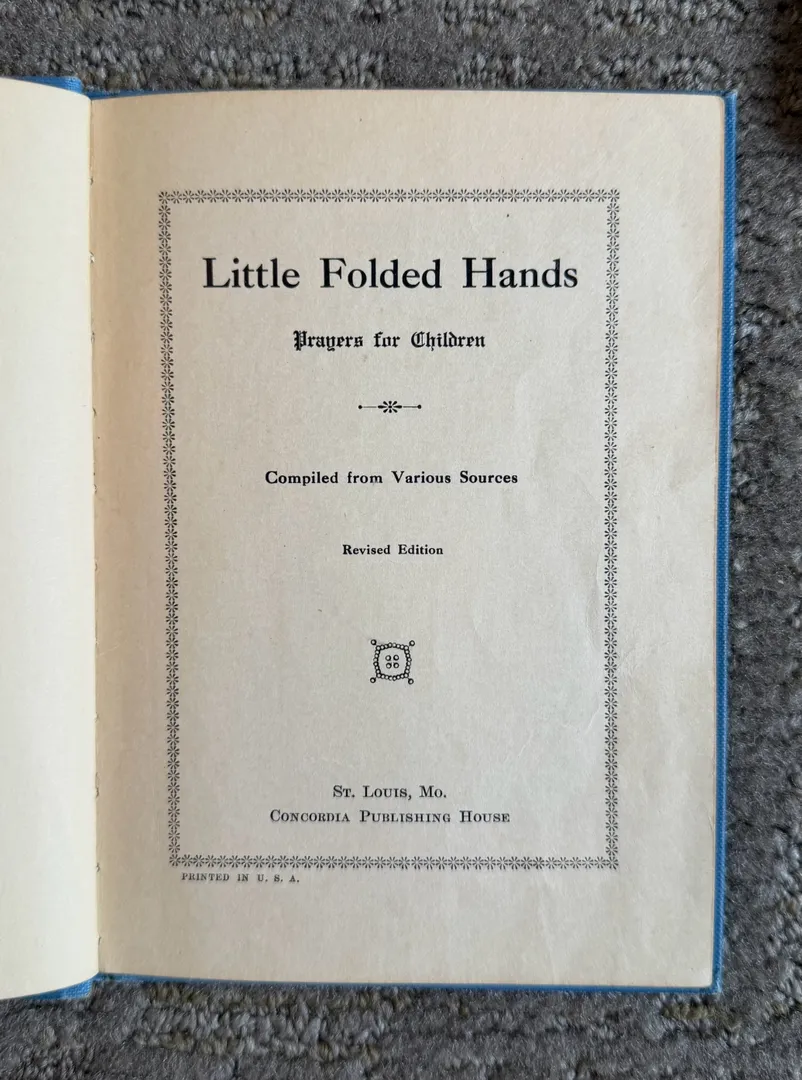 Little Folded Hands
Prayers for Children
Compiled from Various Sources
Revised Edition
St. Louis, Mo.
Concordia Publishing House
PRINTED IN U. S. A.